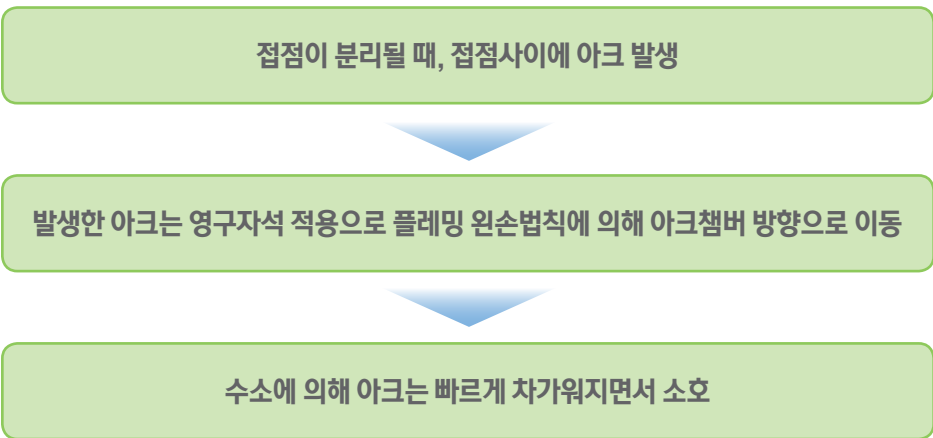 접점이 분리될 때, 접점사이에 아크 발생
발생한 아크는 영구자석 적용으로 플레밍 왼손법칙에 의해 아크챔버 방향으로 이동
수소에 의해 아크는 빠르게 차가워지면서 소호